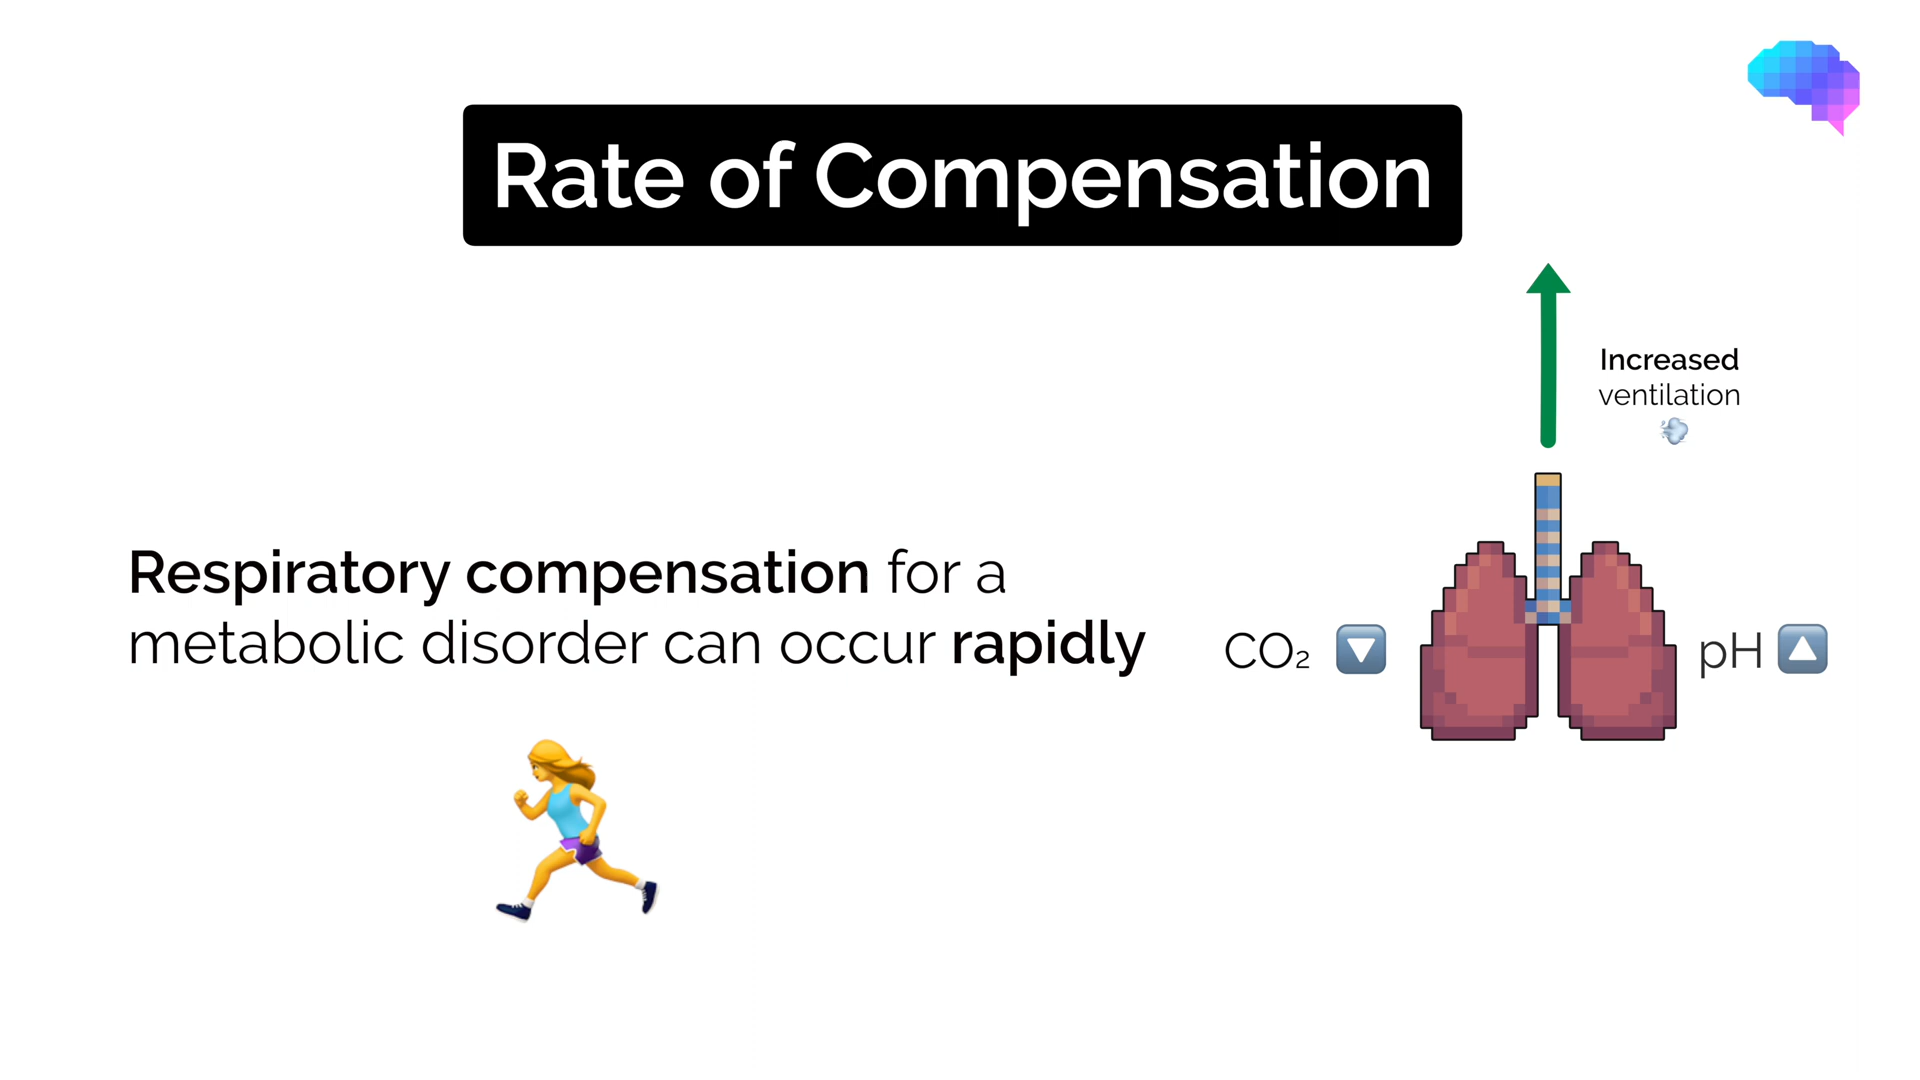 Rate of Compensation
Increased
ventilation
Respiratory compensation for a
metabolic disorder can occur rapidly
CO₂
pH